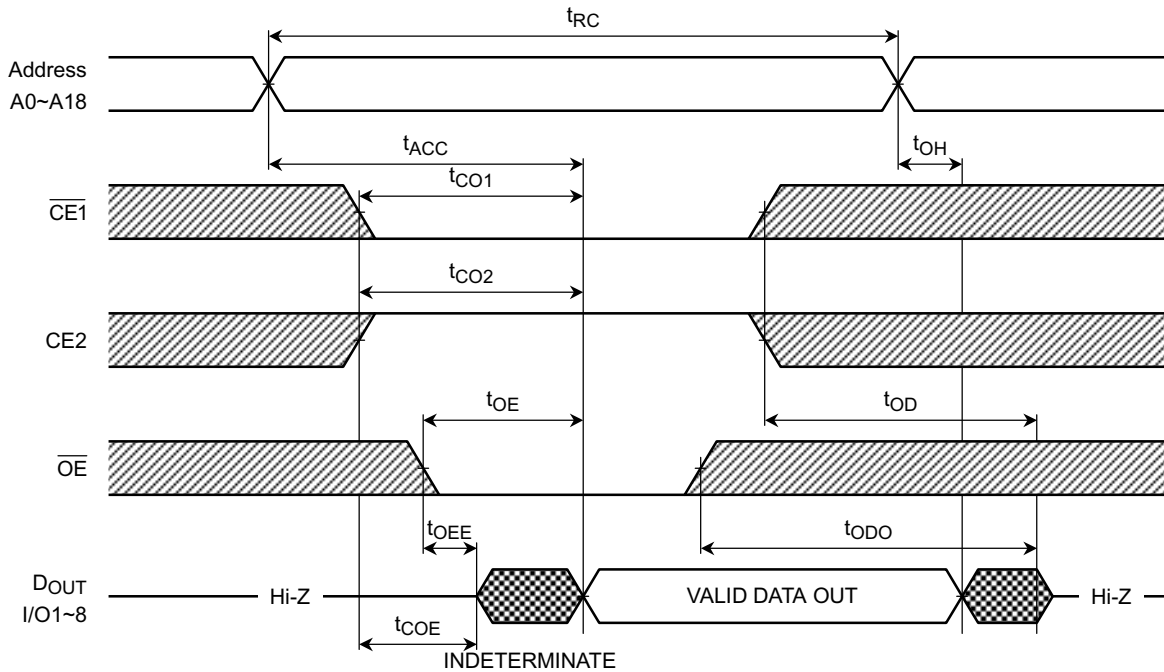 tRC
Address
A0~A18
tACC
tOH
tCO1
CE1
tCO2
CE2
tOE
tOD
OE
tOEE
tODO
DOUT
I/O1~8
Hi-Z
VALID DATA OUT
Hi-Z
tCOE
INDETERMINATE